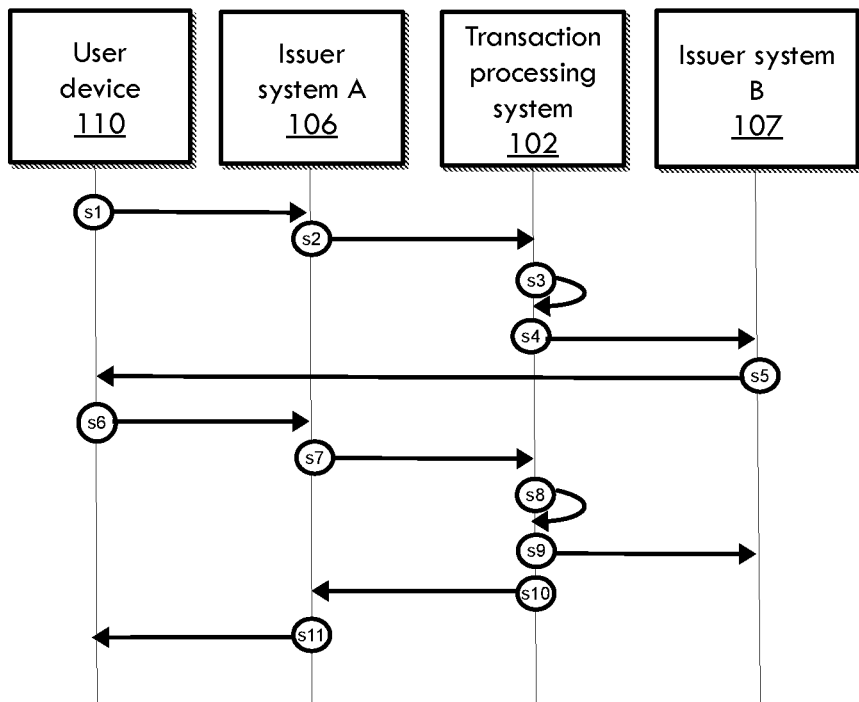 User
device
110
Issuer
system A
106
Transaction
processing
system
102
Issuer system
B
107
s1
s2
s3
s4
s5
s6
s7
s8
s9
s10
s11